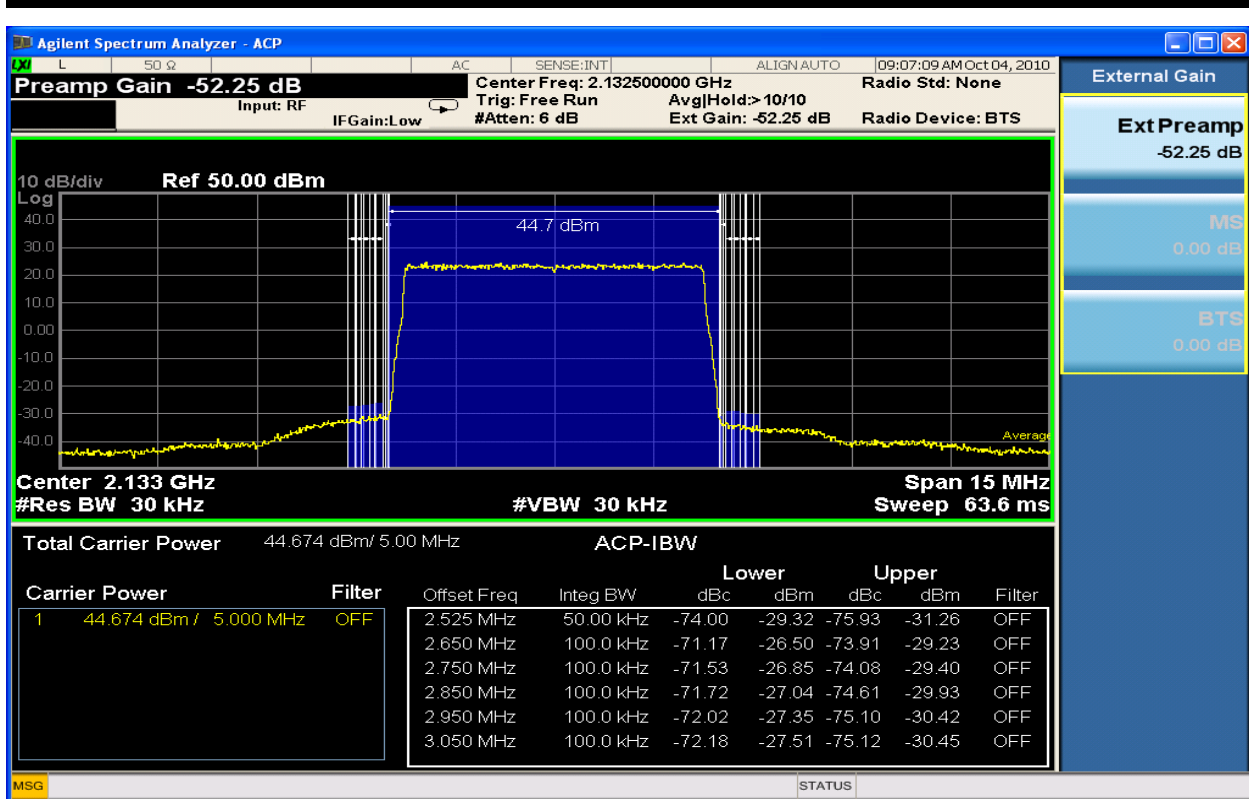 Agilent Spectrum Analyzer - ACP
LXI L 50 Ω AC SENSE:INT ALIGN AUTO 09:07:09 AM Oct 04, 2010
Preamp Gain -52.25 dB Center Freq: 2.132500000 GHz Radio Std: None
Input: RF Trig: Free Run Avg|Hold:> 10/10
IFGain:Low #Atten: 6 dB Ext Gain: -52.25 dB Radio Device: BTS
External Gain
Ext Preamp
-52.25 dB
MS
0.00 dB
BTS
0.00 dB
10 dB/div Ref 50.00 dBm
Log
40.0
44.7 dBm
30.0
20.0
10.0
0.00
-10.0
-20.0
-30.0
-40.0
Average
Center 2.133 GHz Span 15 MHz
#Res BW 30 kHz #VBW 30 kHz Sweep 63.6 ms
Total Carrier Power 44.674 dBm/ 5.00 MHz ACP-IBW
Lower Upper
Carrier Power Filter Offset Freq Integ BW dBc dBm dBc dBm Filter
1 44.674 dBm / 5.000 MHz OFF 2.525 MHz 50.00 kHz -74.00 -29.32 -75.93 -31.26 OFF
2.650 MHz 100.0 kHz -71.17 -26.50 -73.91 -29.23 OFF
2.750 MHz 100.0 kHz -71.53 -26.85 -74.08 -29.40 OFF
2.850 MHz 100.0 kHz -71.72 -27.04 -74.61 -29.93 OFF
2.950 MHz 100.0 kHz -72.02 -27.35 -75.10 -30.42 OFF
3.050 MHz 100.0 kHz -72.18 -27.51 -75.12 -30.45 OFF
MSG STATUS